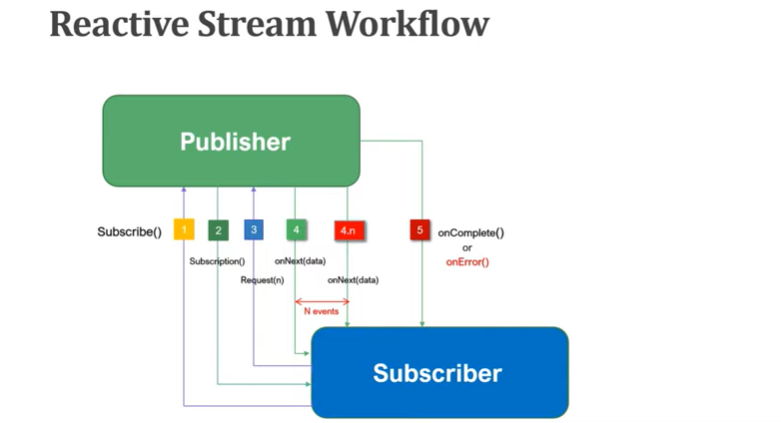 Reactive Stream Workflow
Publisher
Subscribe()
1
2
3
4
4.n
5
onComplete()
or
onError()
Subscription()
onNext(data)
Request(n)
onNext(data)
N events
Subscriber